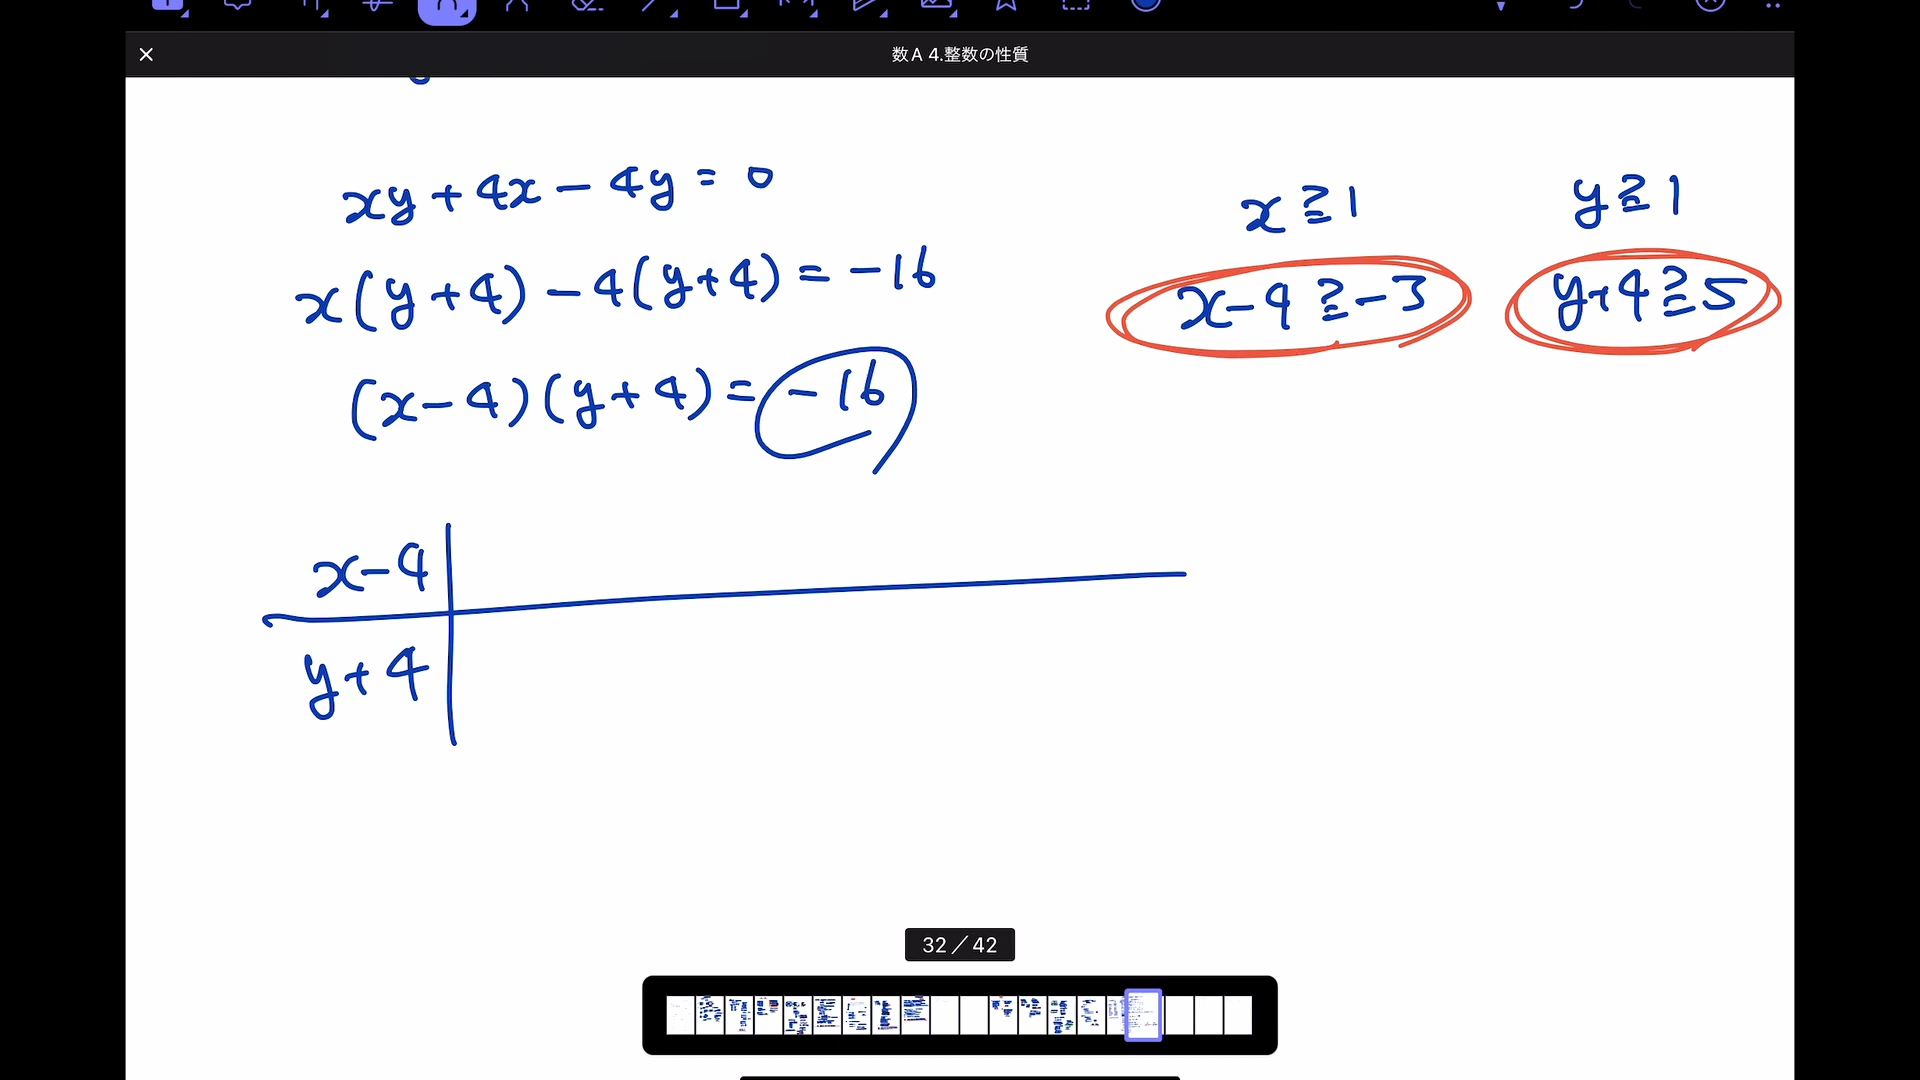 数A 4.整数の性質
xy+4x-4y=0
x(y+4)-4(y+4)=-16
(x-4)(y+4)=-16
x≧1
y≧1
x-4≧-3
y+4≧5
x-4
y+4
32/42